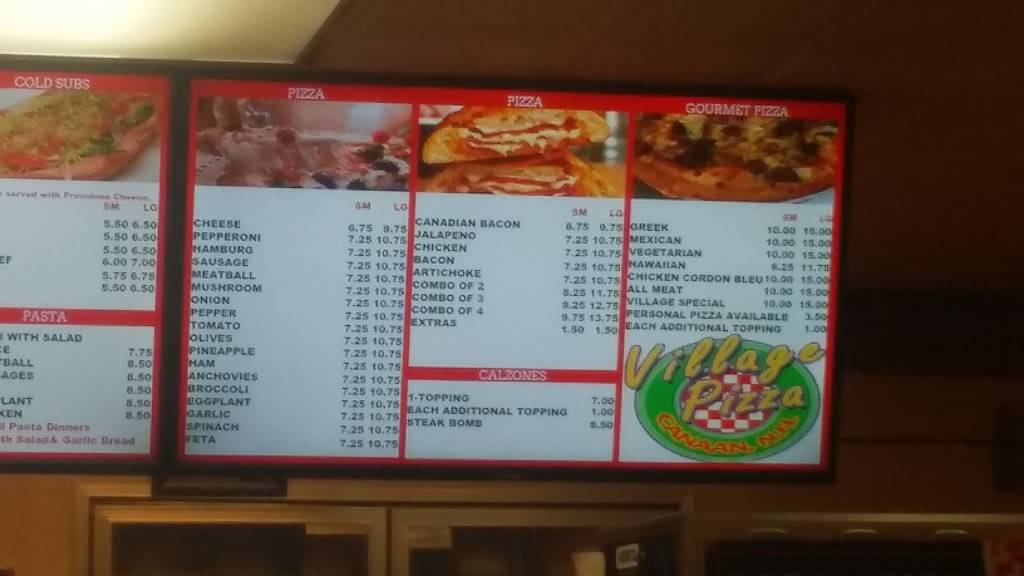 COLD SUBS
served with Provolone Cheese.
SM LG
5.50 6.50
5.50 6.50
5.50 6.50
EF 6.00 7.00
5.75 6.75
5.50 6.50
PASTA
WITH SALAD
CE 7.75
TBALL 8.50
AGES 8.50
8.50
LANT 8.50
KEN 8.50
ll Pasta Dinners
th Salad & Garlic Bread
PIZZA
SM LG
CHEESE 6.75 9.75
PEPPERONI 7.25 10.75
HAMBURG 7.25 10.75
SAUSAGE 7.25 10.75
MEATBALL 7.25 10.75
MUSHROOM 7.25 10.75
ONION 7.25 10.75
PEPPER 7.25 10.75
TOMATO 7.25 10.75
OLIVES 7.25 10.75
PINEAPPLE 7.25 10.75
HAM 7.25 10.75
ANCHOVIES 7.25 10.75
BROCCOLI 7.25 10.75
EGGPLANT 7.25 10.75
GARLIC 7.25 10.75
SPINACH 7.25 10.75
FETA 7.25 10.75
PIZZA
SM LG
CANADIAN BACON 6.75 9.75
JALAPENO 7.25 10.75
CHICKEN 7.25 10.75
BACON 7.25 10.75
ARTICHOKE 7.25 10.75
COMBO OF 2 8.25 11.75
COMBO OF 3 9.25 12.75
COMBO OF 4 9.75 13.75
EXTRAS 1.50 1.50
CALZONES
1-TOPPING 7.00
EACH ADDITIONAL TOPPING 1.00
STEAK BOMB 8.50
GOURMET PIZZA
SM LG
GREEK 10.00 15.00
MEXICAN 10.00 15.00
VEGETARIAN 10.00 15.00
HAWAIIAN 8.25 11.75
CHICKEN CORDON BLEU 10.00 15.00
ALL MEAT 10.00 15.00
VILLAGE SPECIAL 10.00 15.00
PERSONAL PIZZA AVAILABLE 3.50
EACH ADDITIONAL TOPPING 1.00
Village
Pizza
CANAAN, N.H.